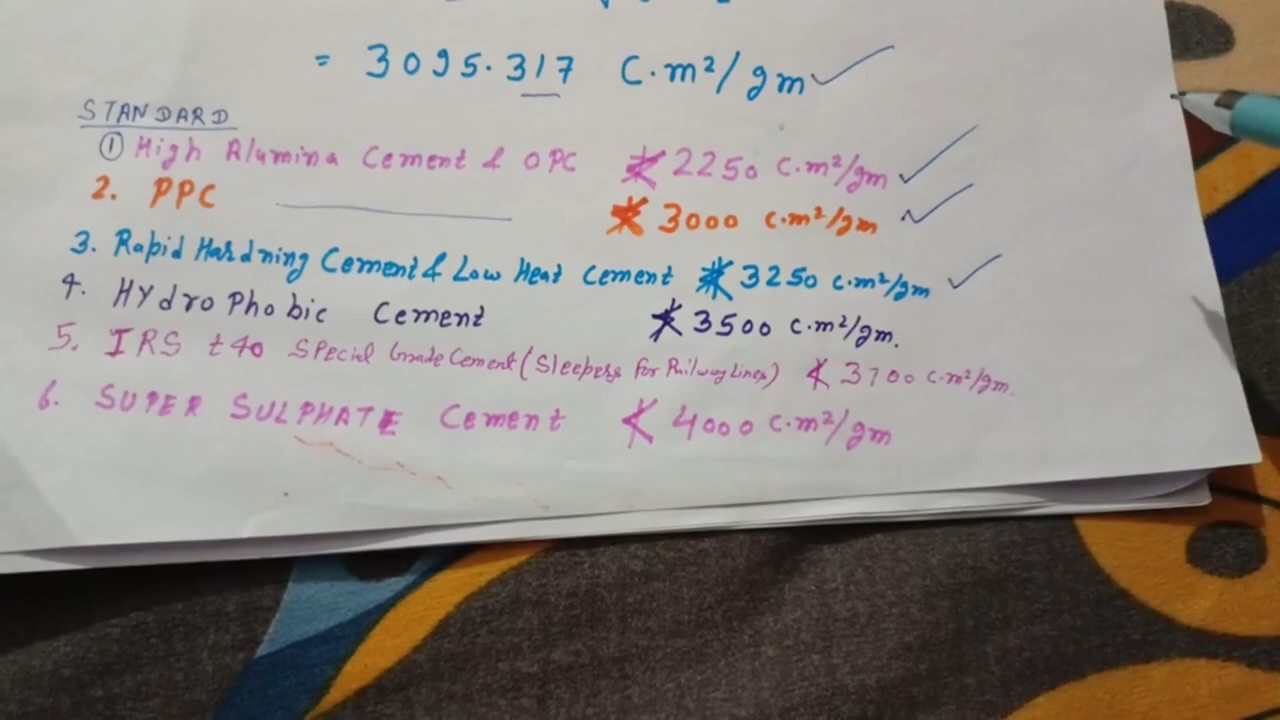 = 3095.317 C.m²/gm ✓
STANDARD
① High Alumina Cement & OPC ≮ 2250 C.m²/gm ✓
2. PPC ≮ 3000 C.m²/gm ✓
3. Rapid Hardning Cement & Low Heat Cement ≮ 3250 C.m²/gm ✓
4. HYdroPhobic Cement ≮ 3500 C.m²/gm.
5. IRS t40 SPecial Grade Cement (Sleepers for Railway Lines) ≮ 3700 C.m²/gm.
6. SUPER SULPHATE Cement ≮ 4000 C.m²/gm